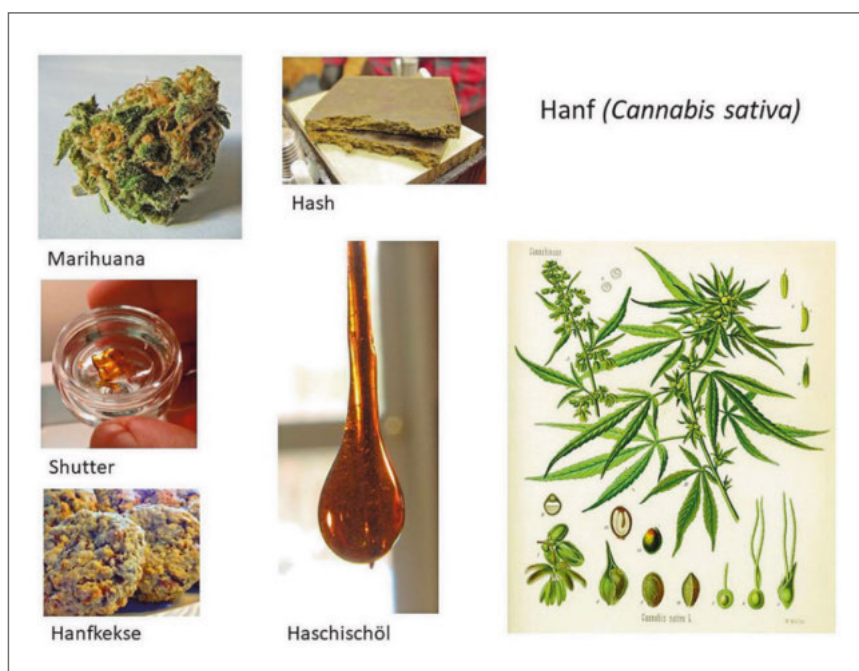 Hanf (Cannabis sativa)
Marihuana
Hash
Shutter
Hanfkekse
Haschischöl
Cannabis sativa L.